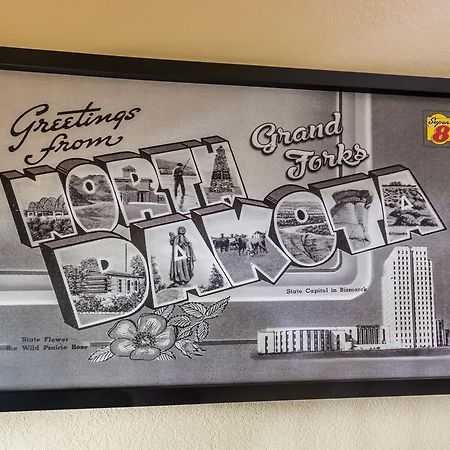 Greetings
from
Grand
Forks
Super
8
NORTH
DAKOTA
State Capitol in Bismarck
State Flower
The Wild Prairie Rose